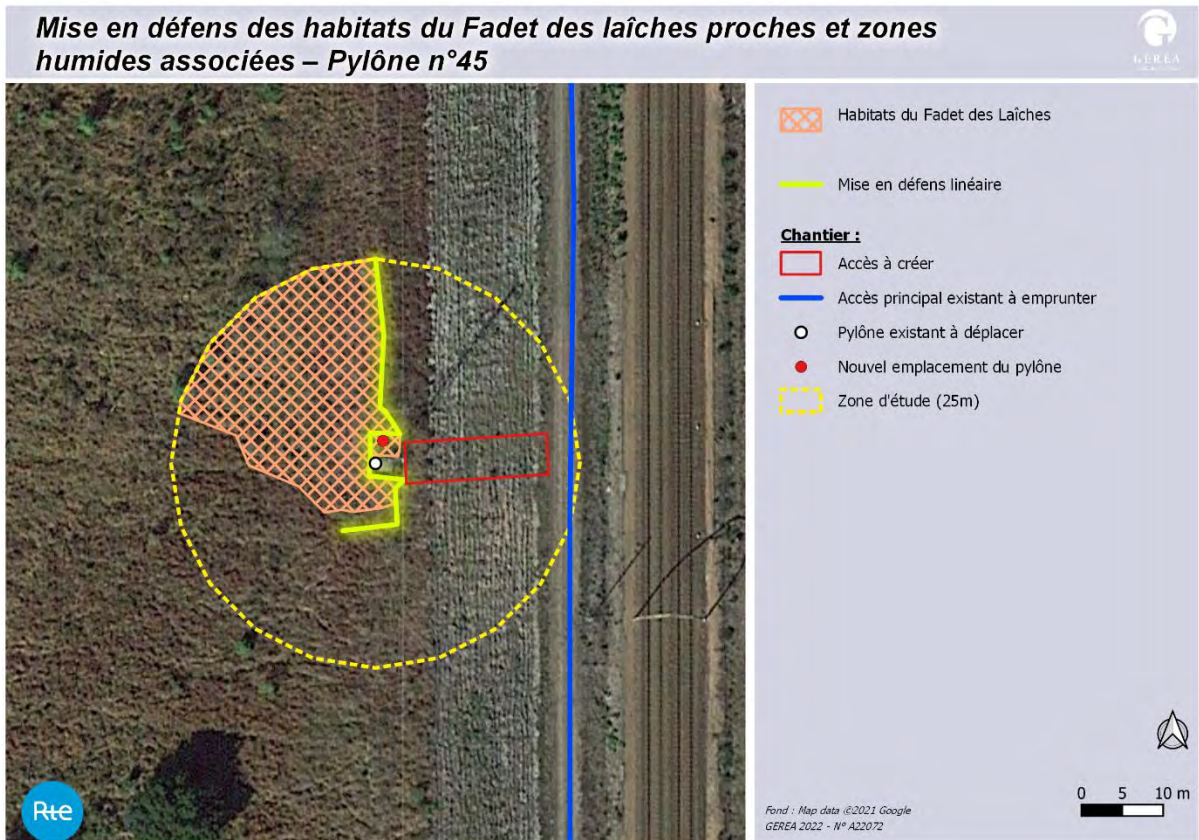 Mise en défens des habitats du Fadet des laîches proches et zones
humides associées – Pylône n°45
GEREA
Habitats du Fadet des Laîches
Mise en défens linéaire
Chantier :
Accès à créer
Accès principal existant à emprunter
Pylône existant à déplacer
Nouvel emplacement du pylône
Zone d'étude (25m)
0 5 10 m
Fond : Map data ©2021 Google
GEREA 2022 - N° A22072
Rte